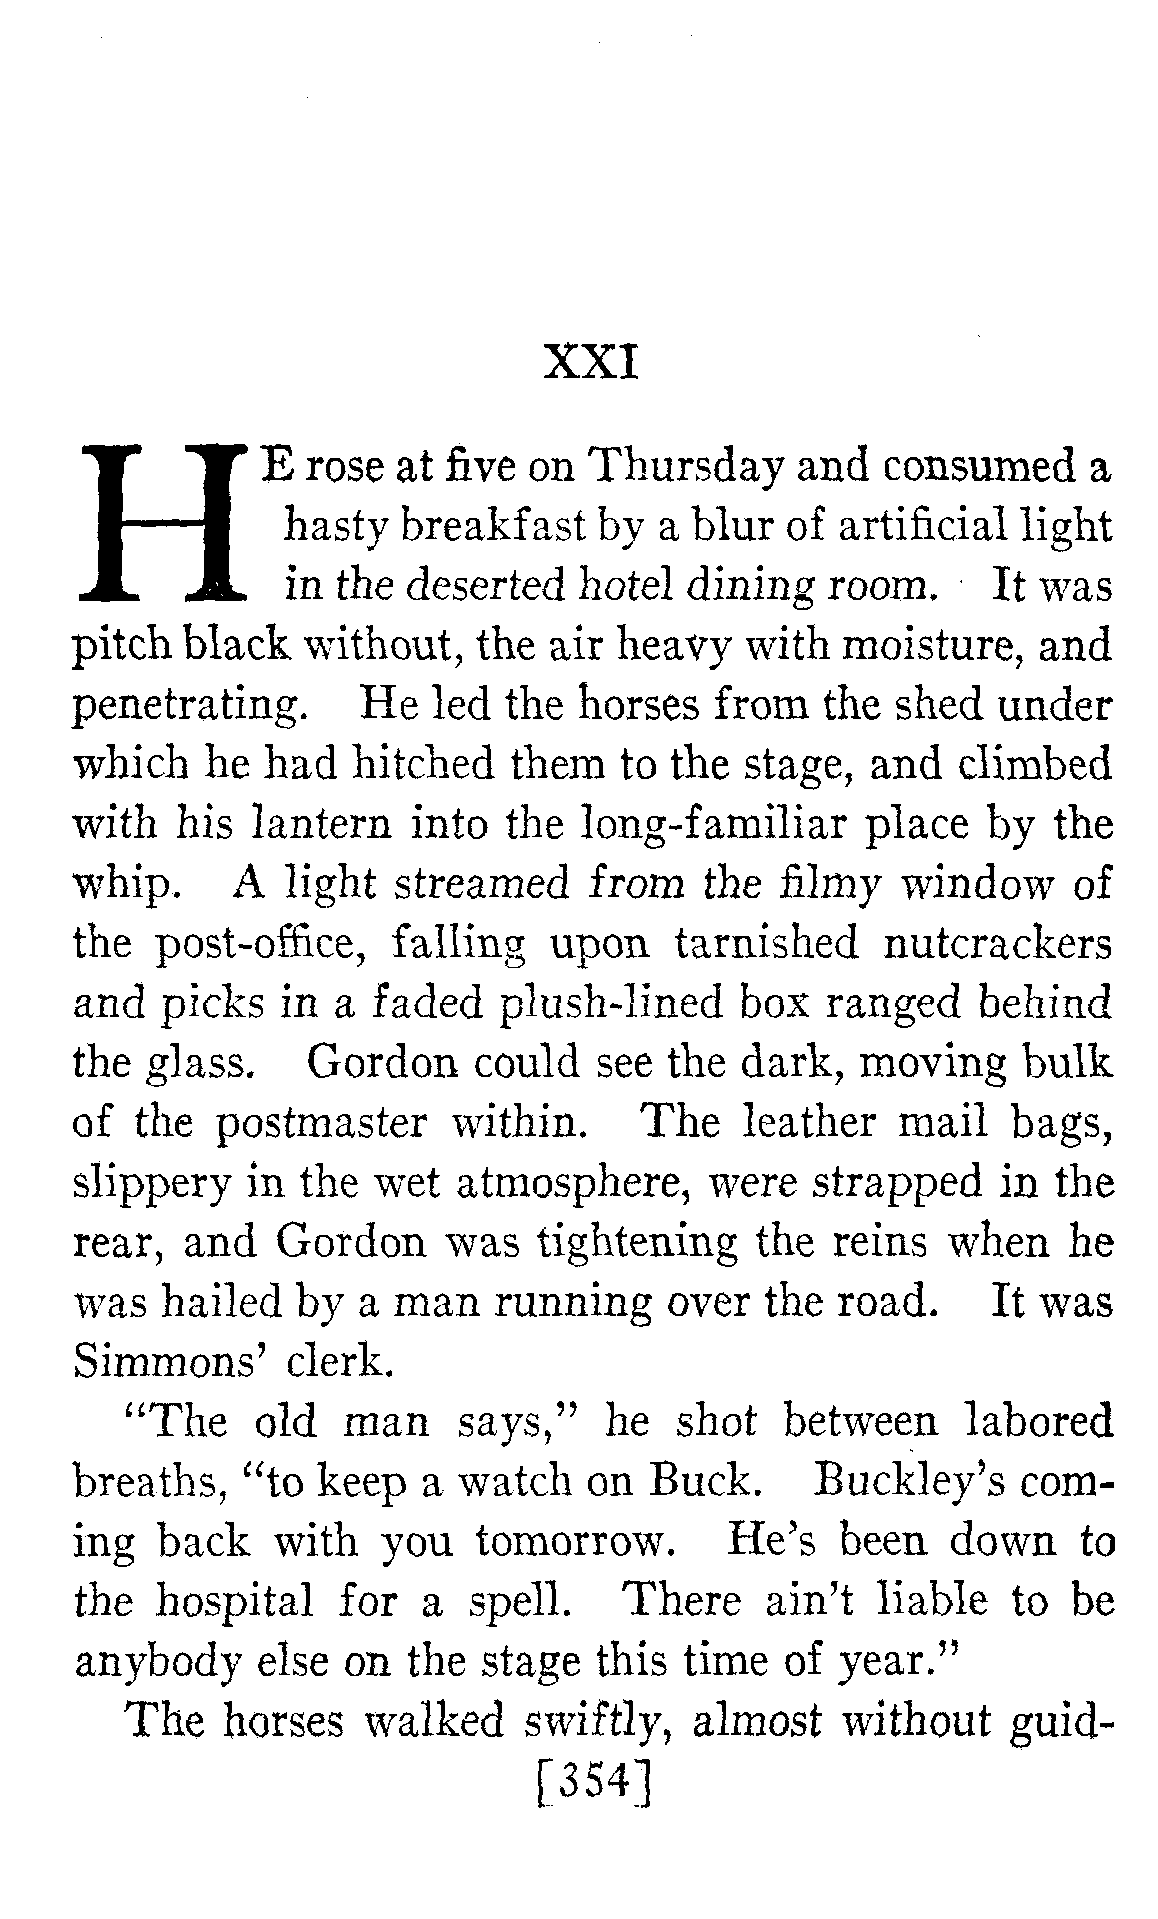 XXI
HE rose at five on Thursday and consumed a
hasty breakfast by a blur of artificial light
in the deserted hotel dining room. It was
pitch black without, the air heavy with moisture, and
penetrating. He led the horses from the shed under
which he had hitched them to the stage, and climbed
with his lantern into the long-familiar place by the
whip. A light streamed from the filmy window of
the post-office, falling upon tarnished nutcrackers
and picks in a faded plush-lined box ranged behind
the glass. Gordon could see the dark, moving bulk
of the postmaster within. The leather mail bags,
slippery in the wet atmosphere, were strapped in the
rear, and Gordon was tightening the reins when he
was hailed by a man running over the road. It was
Simmons' clerk.
"The old man says," he shot between labored
breaths, "to keep a watch on Buck. Buckley's com-
ing back with you tomorrow. He's been down to
the hospital for a spell. There ain't liable to be
anybody else on the stage this time of year."
The horses walked swiftly, almost without guid-
[354]